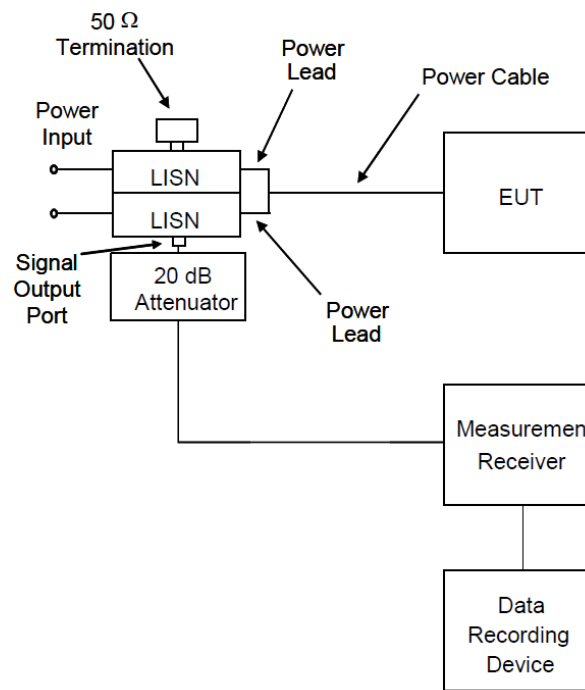 50 Ω
Termination
Power
Lead
Power Cable
Power
Input
LISN
LISN
EUT
Signal
Output
Port
20 dB
Attenuator
Power
Lead
Measuremen
Receiver
Data
Recording
Device